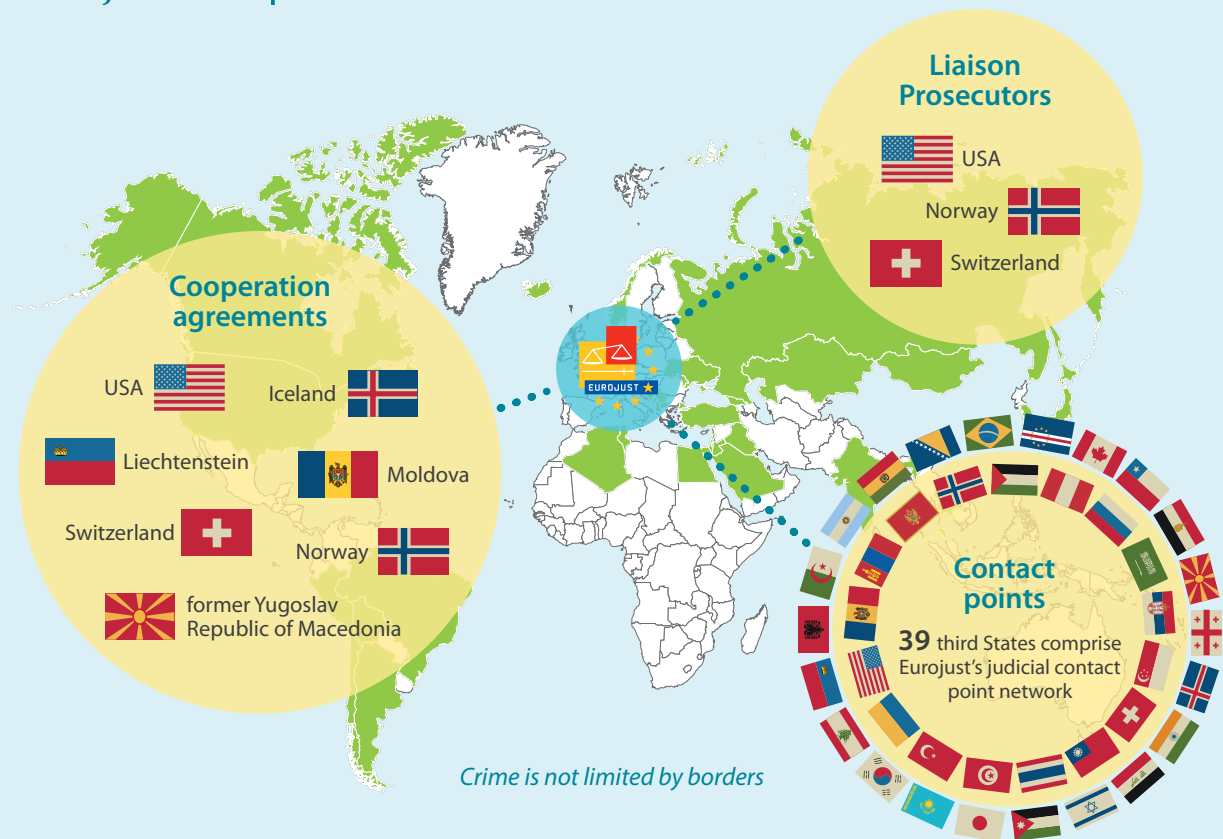 Cooperation
agreements
USA
Iceland
Liechtenstein
Moldova
Switzerland
Norway
former Yugoslav
Republic of Macedonia
EUROJUST
Liaison
Prosecutors
USA
Norway
Switzerland
Contact
points
39 third States comprise
Eurojust's judicial contact
point network
Crime is not limited by borders